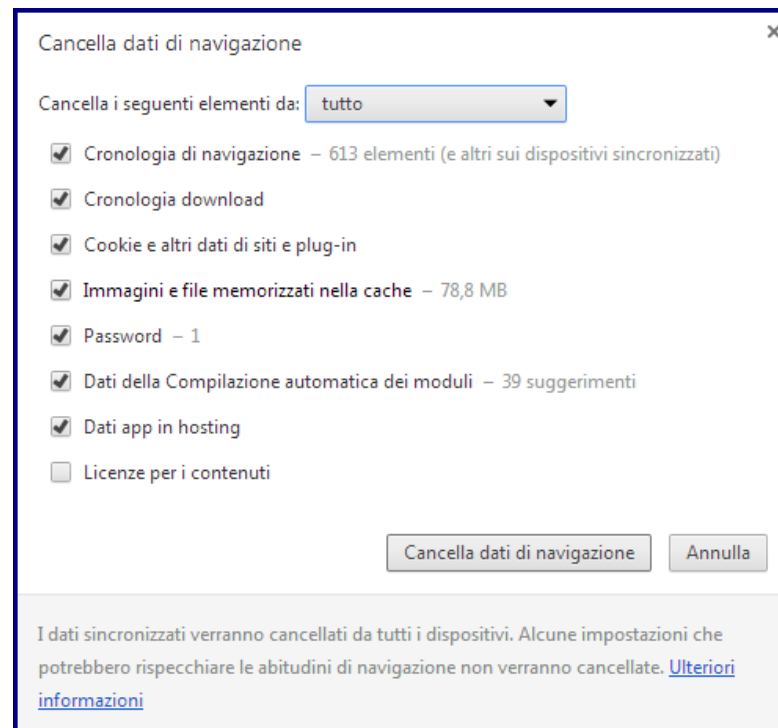 Cancella dati di navigazione
Cancella i seguenti elementi da: tutto
Cronologia di navigazione – 613 elementi (e altri sui dispositivi sincronizzati)
Cronologia download
Cookie e altri dati di siti e plug-in
Immagini e file memorizzati nella cache – 78,8 MB
Password – 1
Dati della Compilazione automatica dei moduli – 39 suggerimenti
Dati app in hosting
Licenze per i contenuti
Cancella dati di navigazione Annulla
I dati sincronizzati verranno cancellati da tutti i dispositivi. Alcune impostazioni che
potrebbero rispecchiare le abitudini di navigazione non verranno cancellate. Ulteriori
informazioni